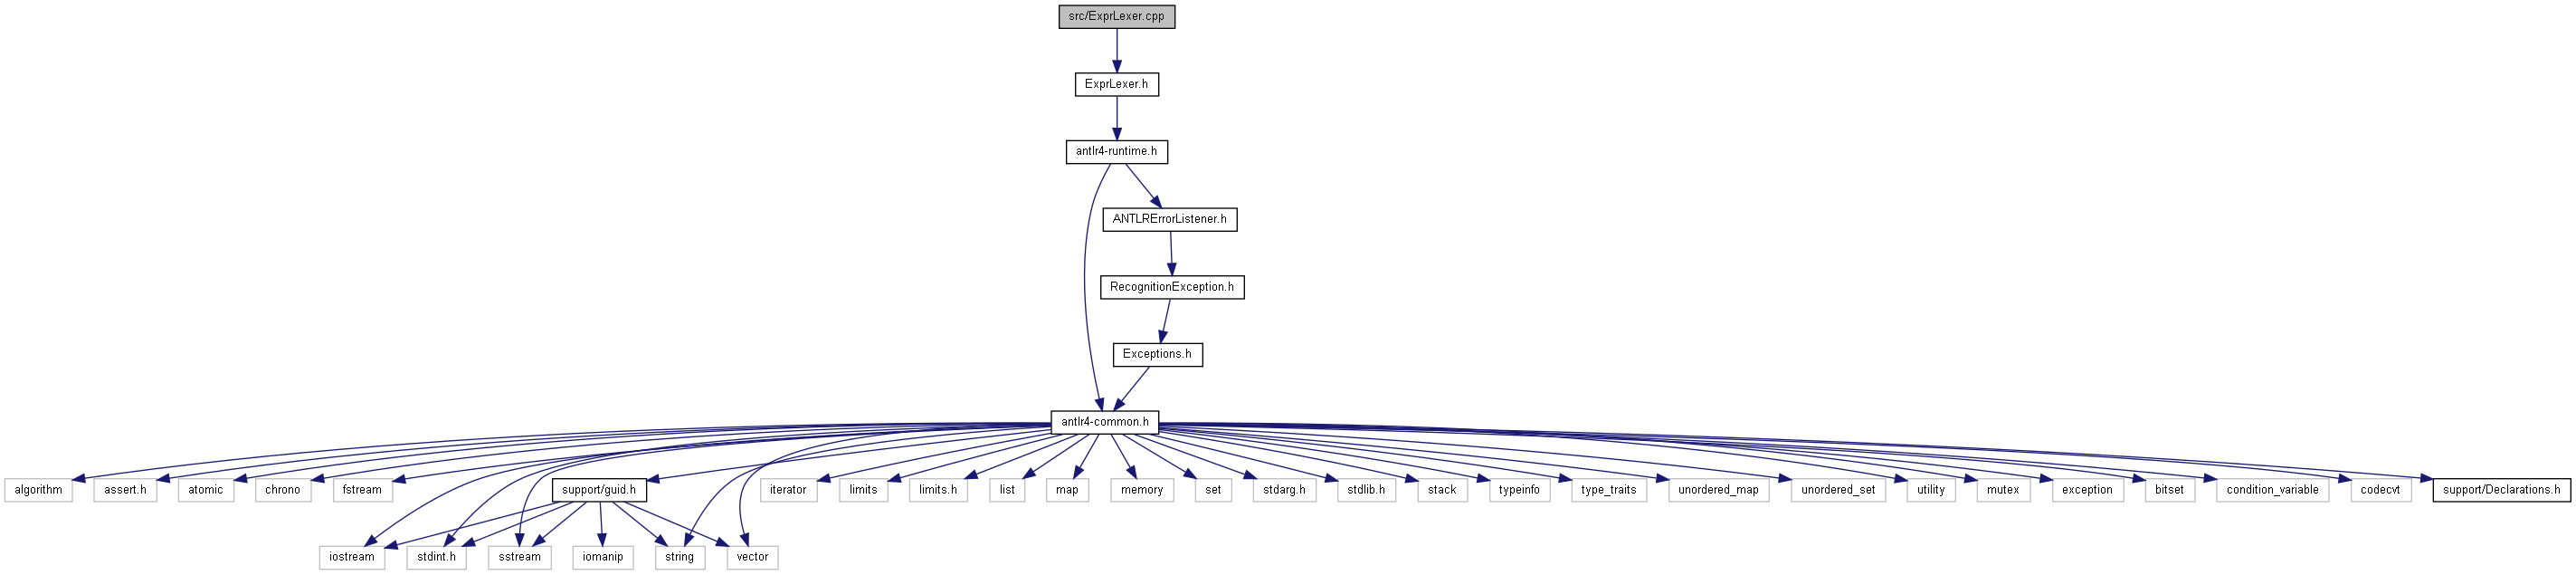 src/ExprLexer.cpp
ExprLexer.h
antlr4-runtime.h
ANTLRErrorListener.h
RecognitionException.h
Exceptions.h
antlr4-common.h
algorithm
assert.h
atomic
chrono
fstream
support/guid.h
iterator
limits
limits.h
list
map
memory
set
stdarg.h
stdlib.h
stack
typeinfo
type_traits
unordered_map
unordered_set
utility
mutex
exception
bitset
condition_variable
codecvt
support/Declarations.h
iostream
stdint.h
sstream
iomanip
string
vector